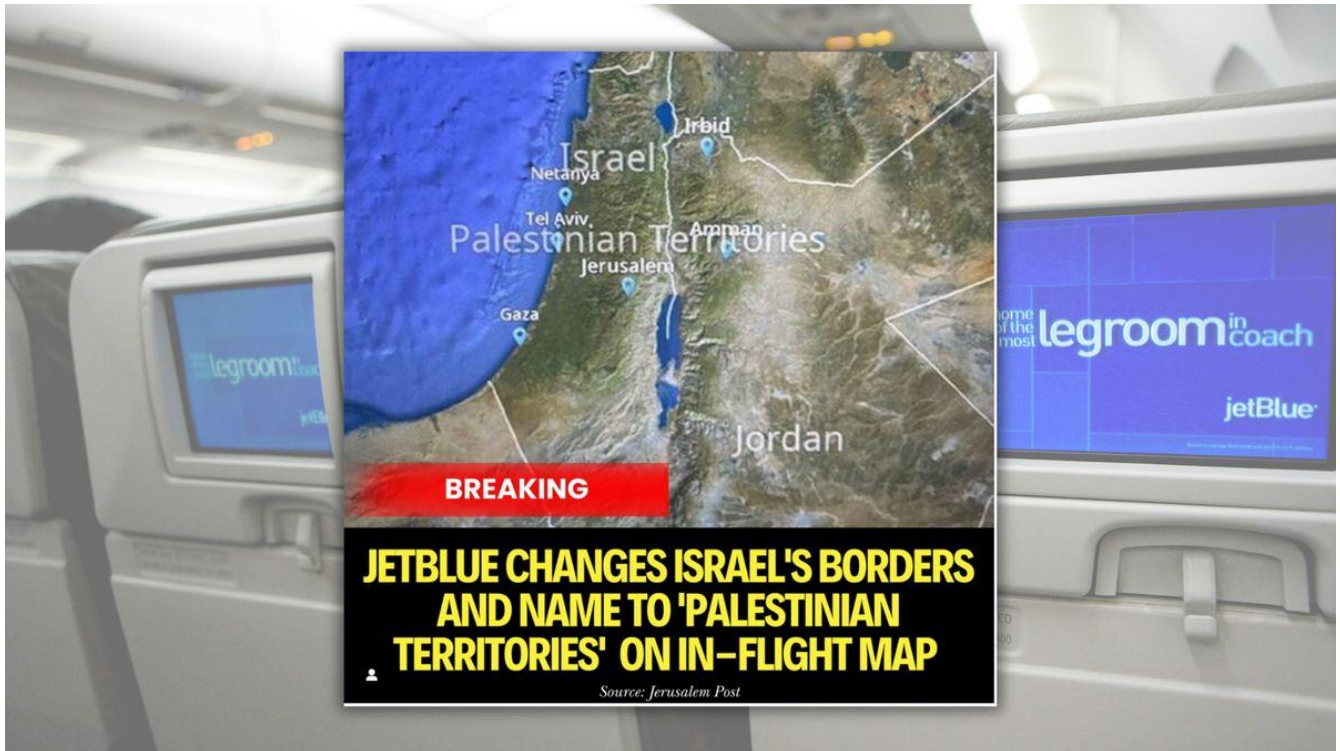 Irbid
Israel
Netanya
Tel Aviv
Amman
Palestinian Territories
Jerusalem
Gaza
Jordan
BREAKING
JETBLUE CHANGES ISRAEL'S BORDERS
AND NAME TO 'PALESTINIAN
TERRITORIES' ON IN-FLIGHT MAP
Source: Jerusalem Post
legroom
home
of the
most
legroom in
coach
jetBlue